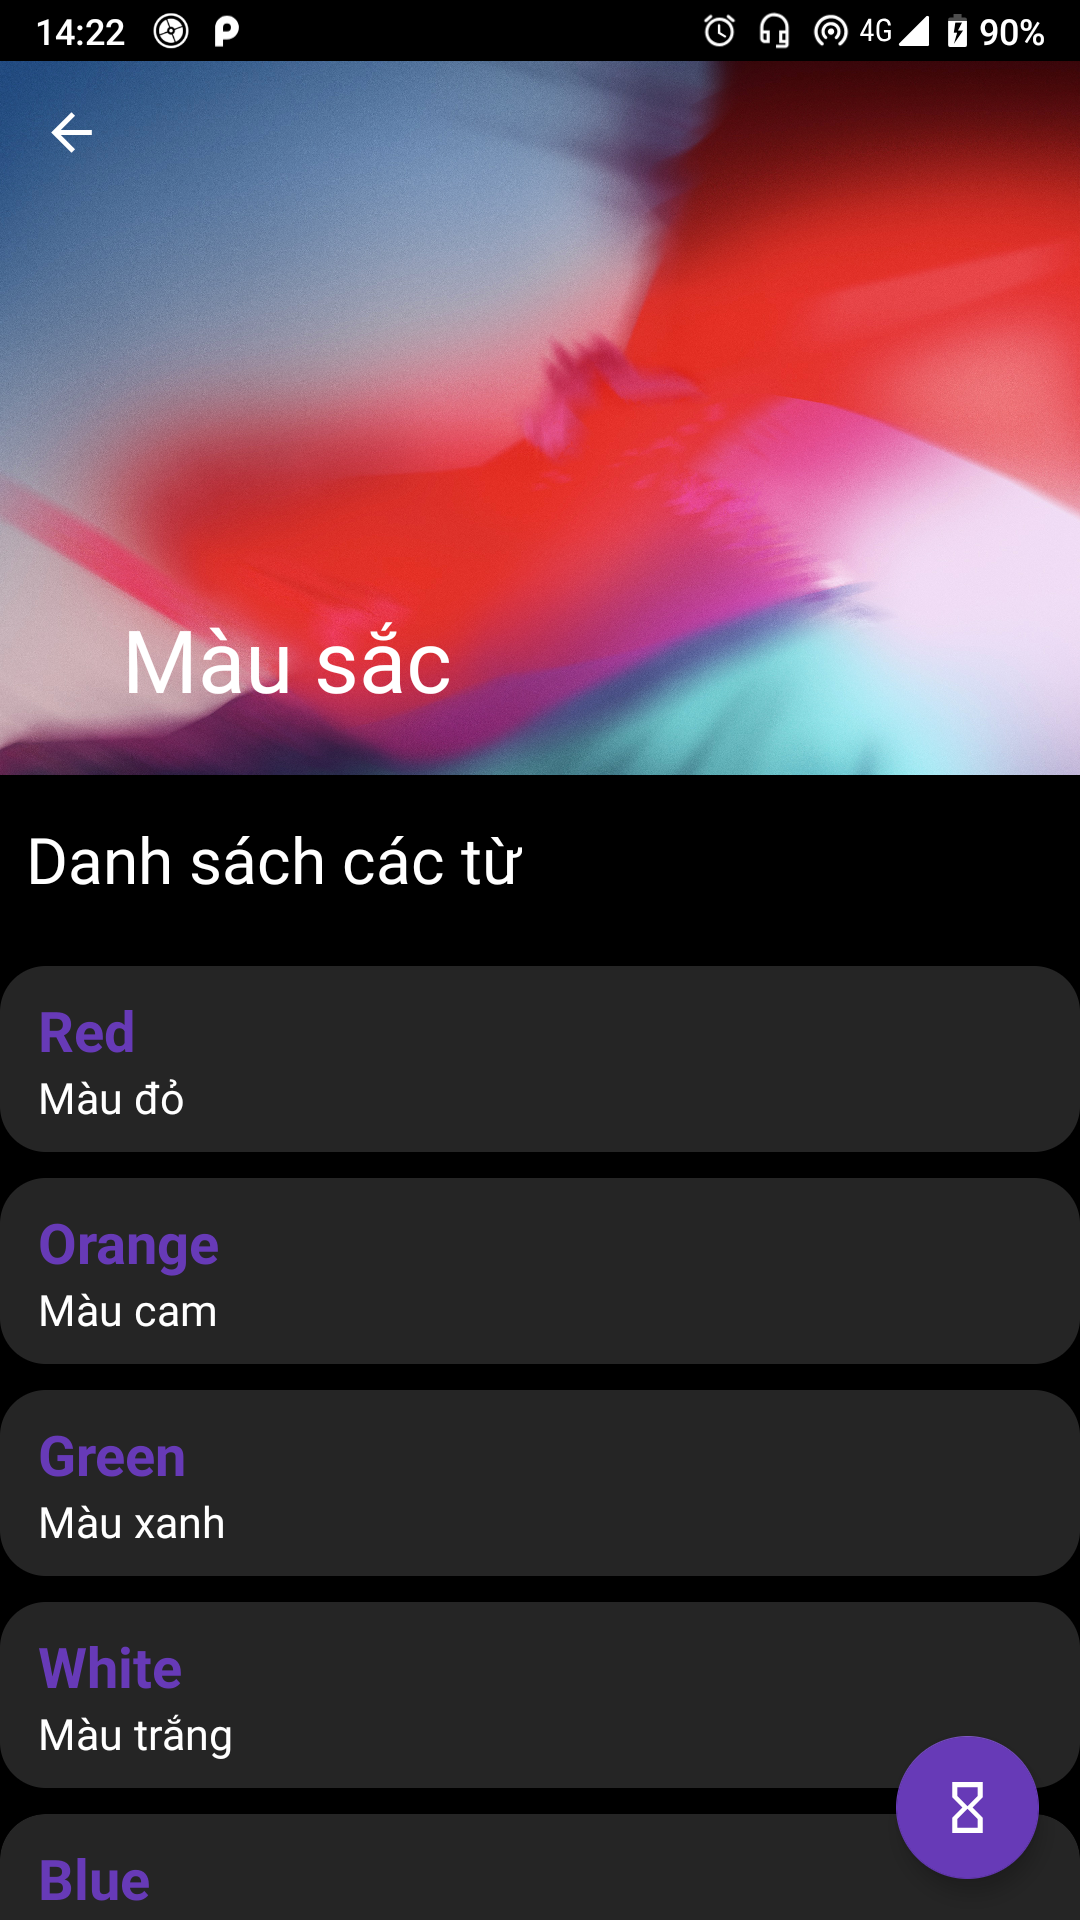 14:22 4G 90%
Màu sắc
Danh sách các từ
Red
Màu đỏ
Orange
Màu cam
Green
Màu xanh
White
Màu trắng
Blue